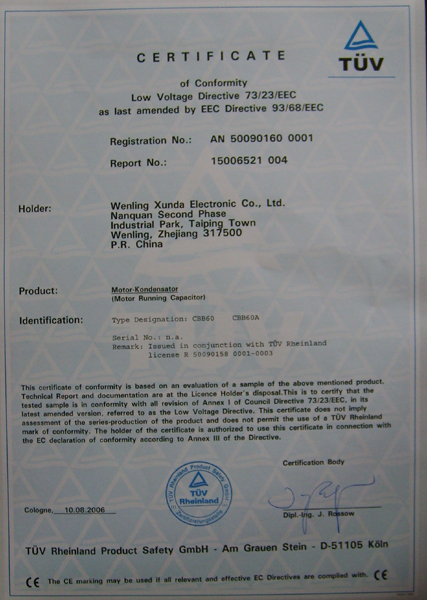 TÜV
CERTIFICATE
of Conformity
Low Voltage Directive 73/23/EEC
as last amended by EEC Directive 93/68/EEC
Registration No.: AN 50090160 0001
Report No.: 15006521 004
Holder: Wenling Xunda Electronic Co., Ltd.
Nanquan Second Phase
Industrial Park, Taiping Town
Wenling, Zhejiang 317500
P.R. China
Product: Motor-Kondensator
(Motor Running Capacitor)
Identification: Type Designation: CBB60 CBB60A
Serial No.: n.a.
Remark: Issued in conjunction with TÜV Rheinland
license R 50090158 0001-0003
This certificate of conformity is based on an evaluation of a sample of the above mentioned product.
Technical Report and documentation are at the Licence Holder's disposal.This is to certify that the
tested sample is in conformity with all revision of Annex I of Council Directive 73/23/EEC, in its
latest amended version. referred to as the Low Voltage Directive. This certificate does not imply
assessment of the series-production of the product and does not permit the use of a TÜV Rheinland
mark of conformity. The holder of the certificate is authorized to use this certificate in connection with
the EC declaration of conformity according to Annex III of the Directive.
Certification Body
TÜV Rheinland Product Safety GmbH
TÜV
Rheinland
Cologne, 10.08.2006
Dipl.-Ing. J. Rossow
TÜV Rheinland Product Safety GmbH - Am Grauen Stein - D-51105 Köln
CE The CE marking may be used if all relevant and effective EC Directives are complied with. CE